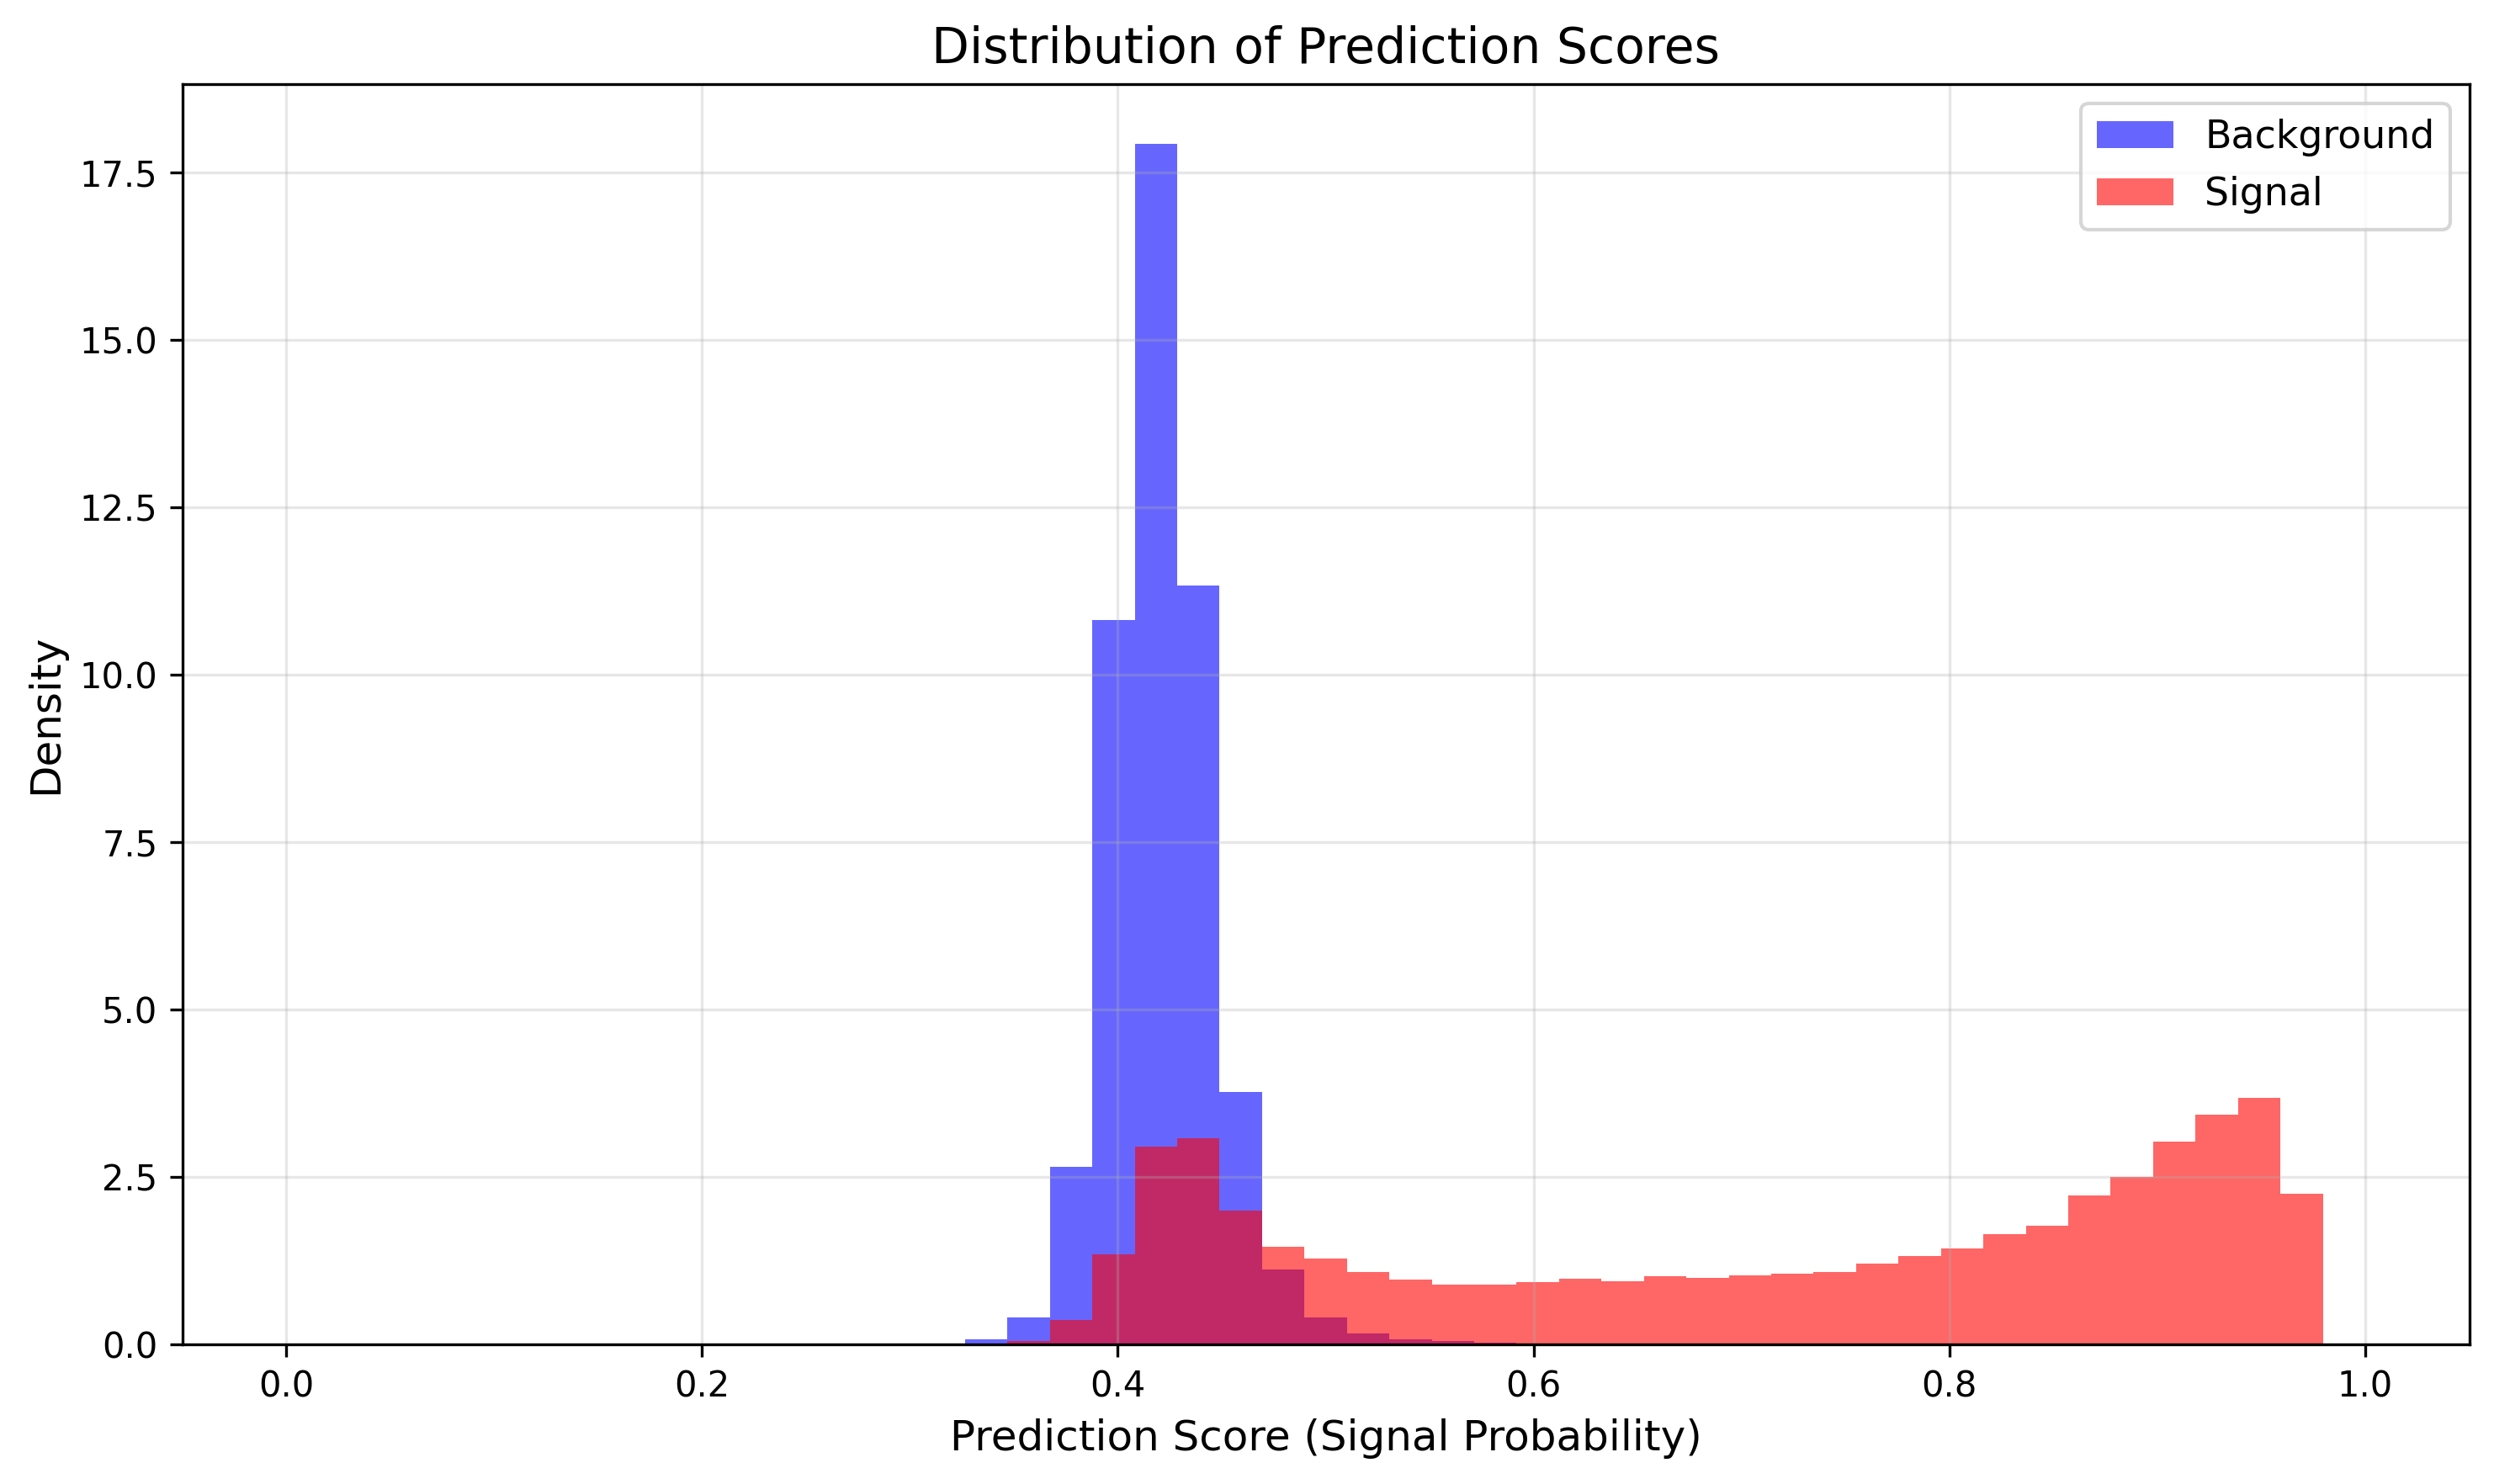 Distribution of Prediction Scores
Background
Signal
17.5
15.0
12.5
10.0
7.5
5.0
2.5
0.0
Density
0.0 0.2 0.4 0.6 0.8 1.0
Prediction Score (Signal Probability)